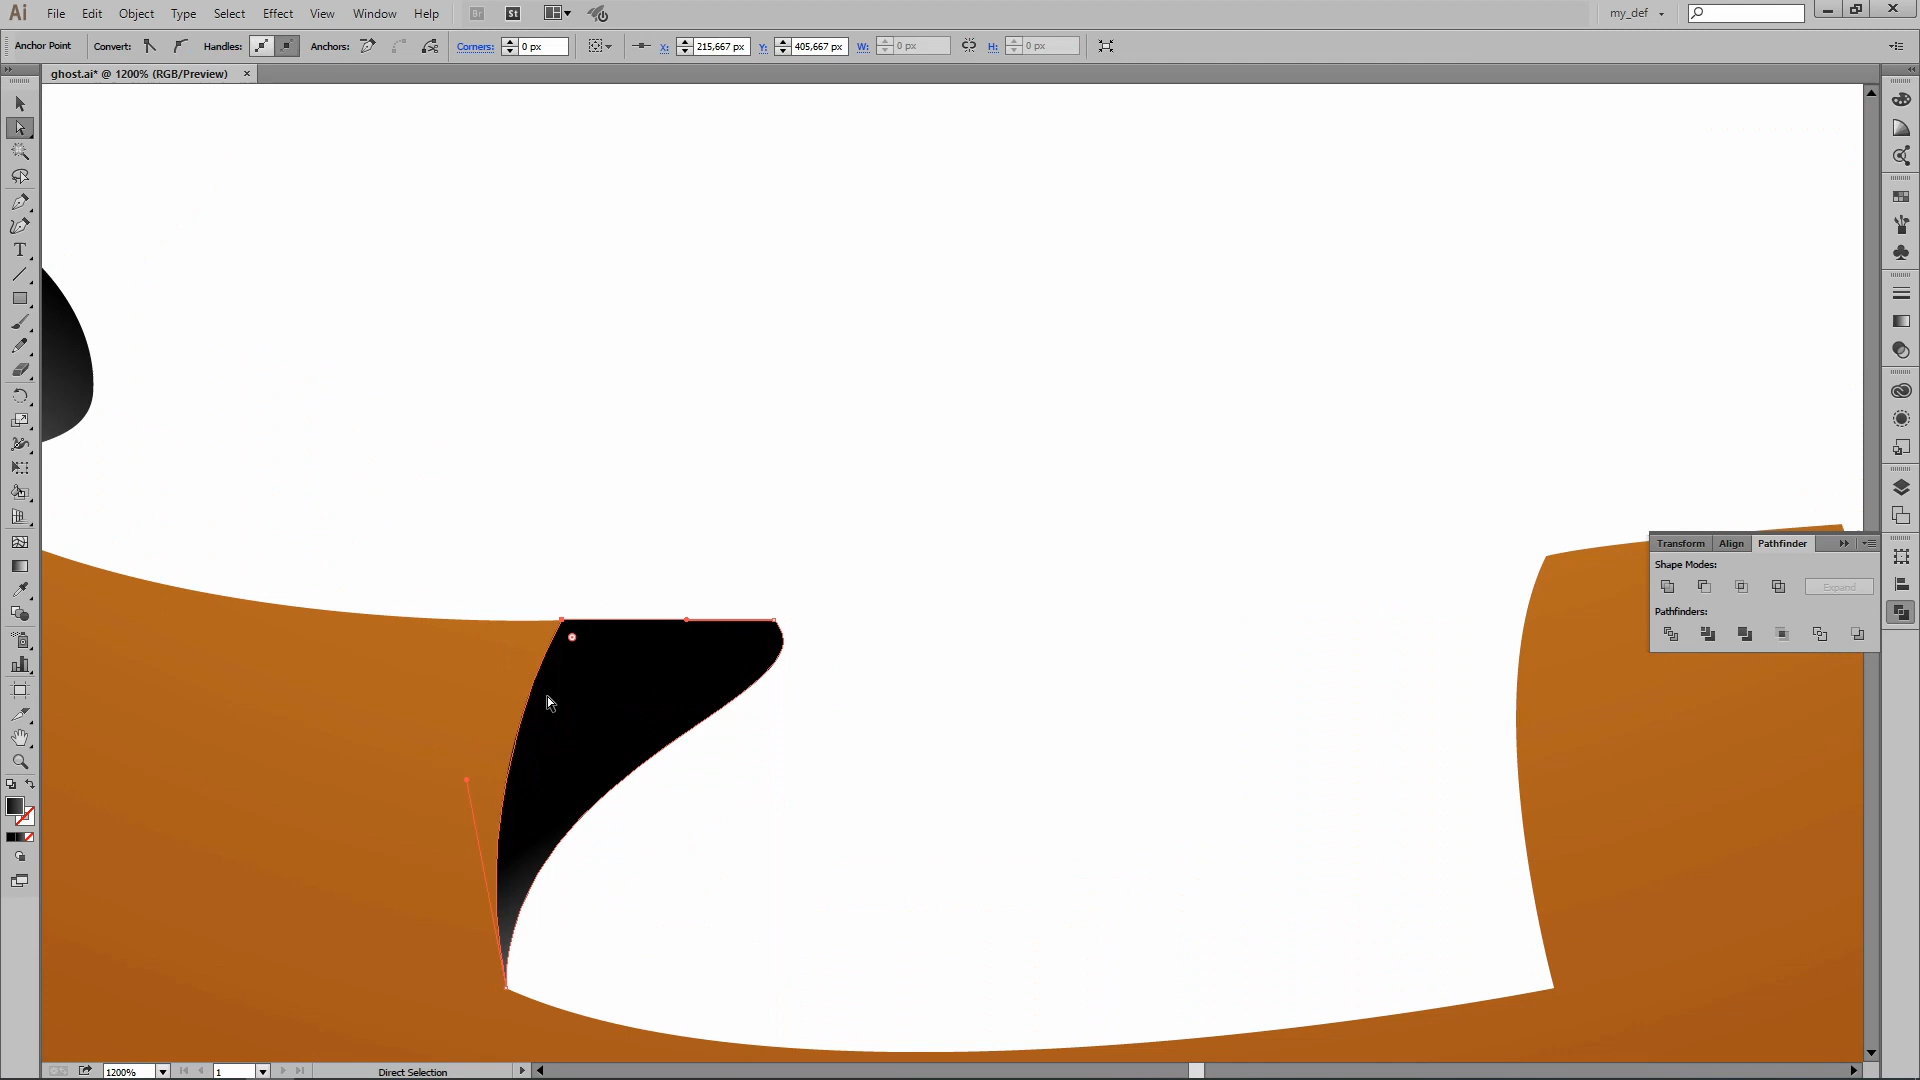 Ai File Edit Object Type Select Effect View Window Help Br St my_def
Anchor Point Convert: Handles: Anchors: Corners: 0 px X: 215,667 px Y: 405,667 px W: 0 px H: 0 px
ghost.ai* @ 1200% (RGB/Preview) ×
T
Transform Align Pathfinder
Shape Modes:
Expand
Pathfinders:
1200% 1 Direct Selection